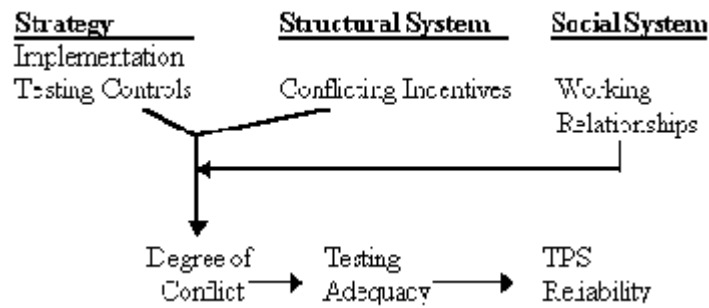 Strategy Structural System Social System
Implementation
Testing Controls Conflicting Incentives Working
Relationships
Degree of Testing TPS
Conflict Adequacy Reliability